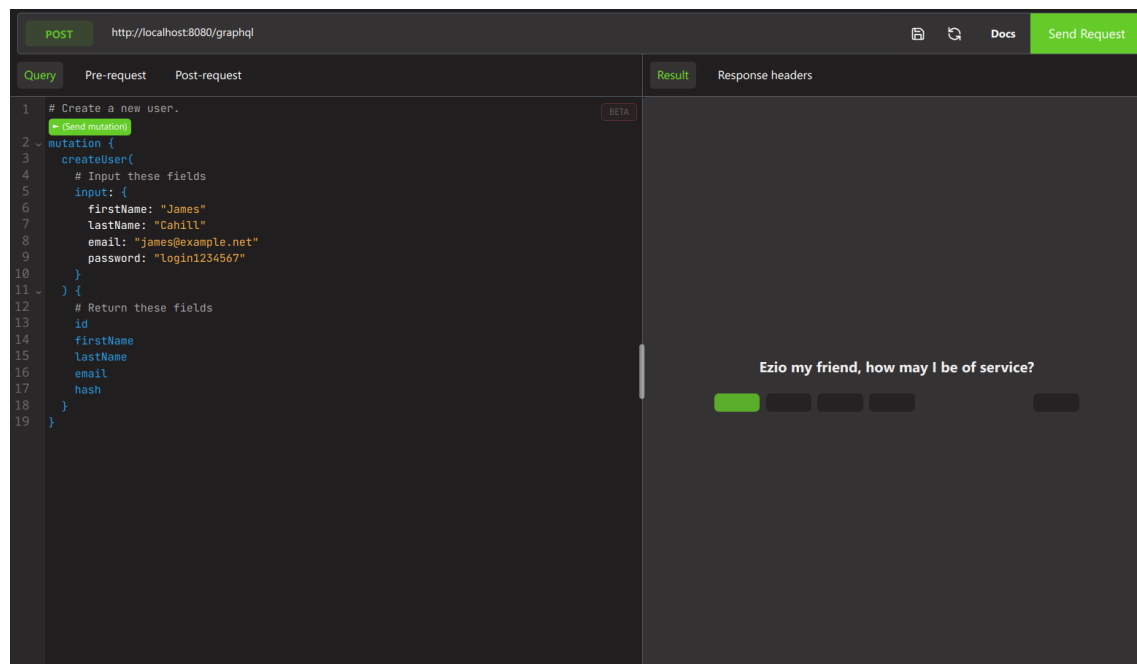 POST http://localhost:8080/graphql Docs Send Request
Query Pre-request Post-request Result Response headers
1 # Create a new user. BETA
(Send mutation)
2 mutation {
3 createUser(
4 # Input these fields
5 input: {
6 firstName: "James"
7 lastName: "Cahill"
8 email: "james@example.net"
9 password: "login1234567"
10 }
11 ) {
12 # Return these fields
13 id
14 firstName
15 lastName
16 email
17 hash
18 }
19 }
Ezio my friend, how may I be of service?